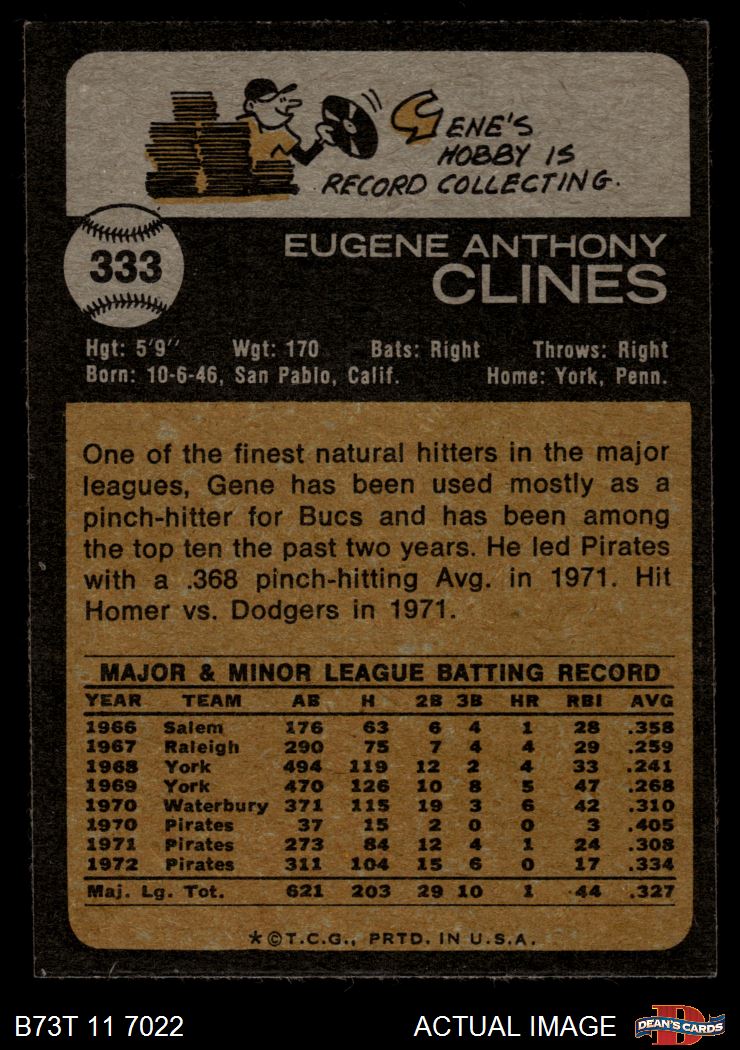 GENE'S
HOBBY IS
RECORD COLLECTING.
333
EUGENE ANTHONY
CLINES
Hgt: 5'9" Wgt: 170 Bats: Right Throws: Right
Born: 10-6-46, San Pablo, Calif. Home: York, Penn.
One of the finest natural hitters in the major
leagues, Gene has been used mostly as a
pinch-hitter for Bucs and has been among
the top ten the past two years. He led Pirates
with a .368 pinch-hitting Avg. in 1971. Hit
Homer vs. Dodgers in 1971.
MAJOR & MINOR LEAGUE BATTING RECORD
YEAR TEAM AB H 2B 3B HR RBI AVG
1966 Salem 176 63 6 4 1 28 .358
1967 Raleigh 290 75 7 4 4 29 .259
1968 York 494 119 12 2 4 33 .241
1969 York 470 126 10 8 5 47 .268
1970 Waterbury 371 115 19 3 6 42 .310
1970 Pirates 37 15 2 0 0 3 .405
1971 Pirates 273 84 12 4 1 24 .308
1972 Pirates 311 104 15 6 0 17 .334
Maj. Lg. Tot. 621 203 29 10 1 44 .327
*©T.C.G., PRTD. IN U.S.A.
B73T 11 7022 ACTUAL IMAGE D DEAN'S CARDS